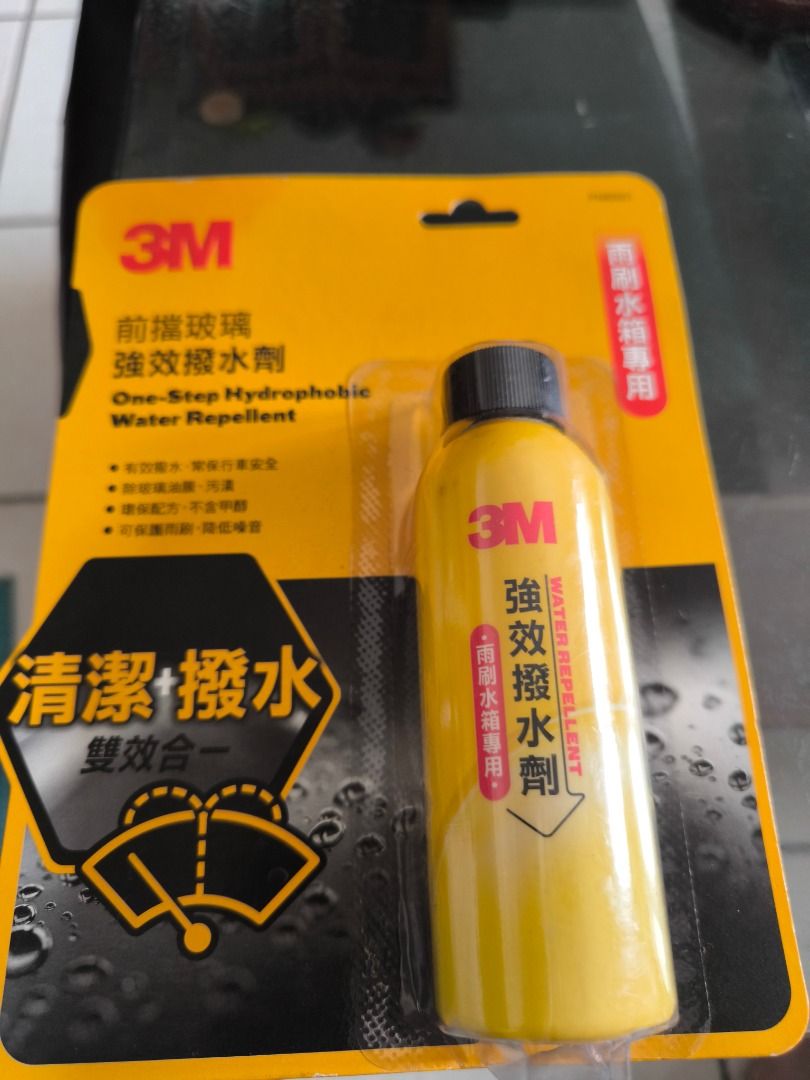 3M
前擋玻璃
強效撥水劑
One-Step Hydrophobic
Water Repellent
• 有效撥水、常保行車安全
• 除玻璃油膜、污漬
• 環保配方、不含甲醇
• 可保護雨刷、降低噪音
雨刷水箱專用
清潔+撥水
雙效合一
3M
強效撥水劑
WATER REPELLENT
•雨刷水箱專用•